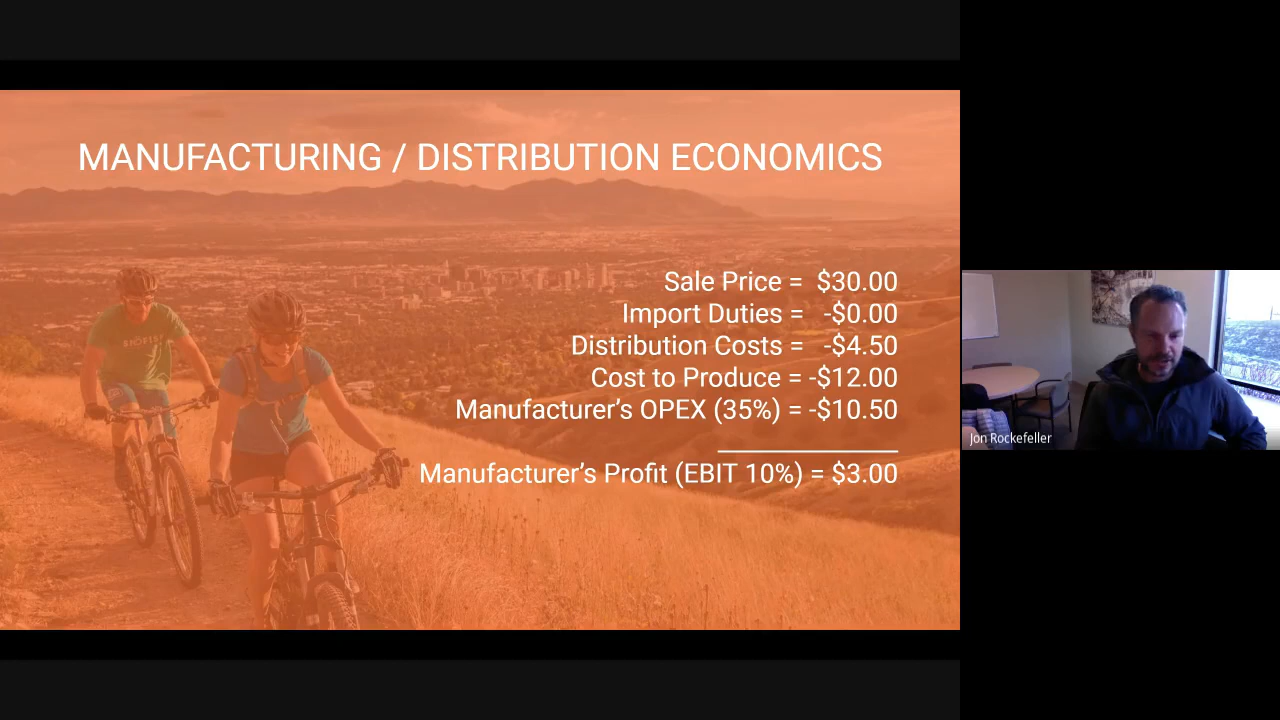 MANUFACTURING / DISTRIBUTION ECONOMICS
Sale Price = $30.00
Import Duties = -$0.00
Distribution Costs = -$4.50
Cost to Produce = -$12.00
Manufacturer's OPEX (35%) = -$10.50
Manufacturer's Profit (EBIT 10%) = $3.00
Jon Rockefeller